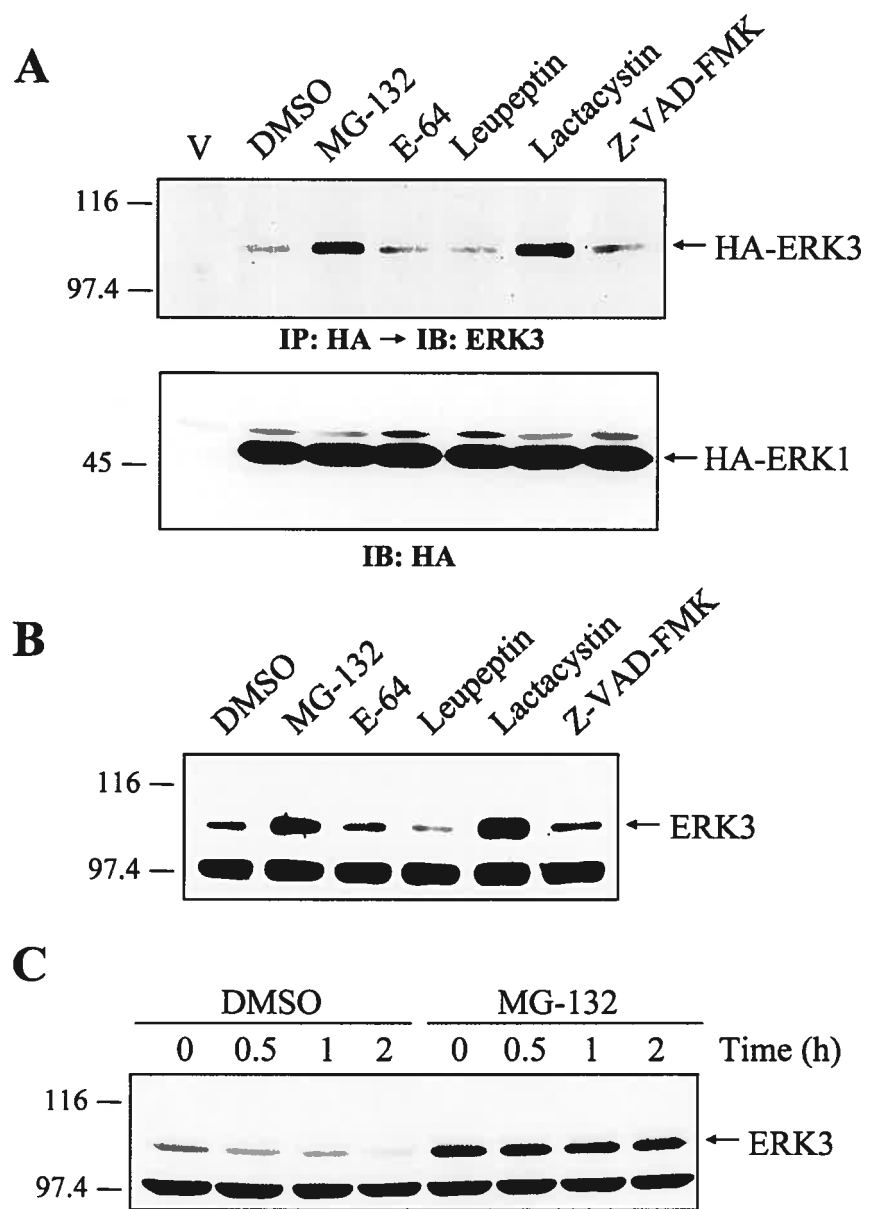 A
V DMSO MG-132 E-64 Leupeptin Lactacystin Z-VAD-FMK
116 —
← HA-ERK3
97.4 —
IP: HA → IB: ERK3
45 —
← HA-ERK1
IB: HA
B
DMSO MG-132 E-64 Leupeptin Lactacystin Z-VAD-FMK
116 —
← ERK3
97.4 —
C
DMSO MG-132
0 0.5 1 2 0 0.5 1 2 Time (h)
116 —
← ERK3
97.4 —